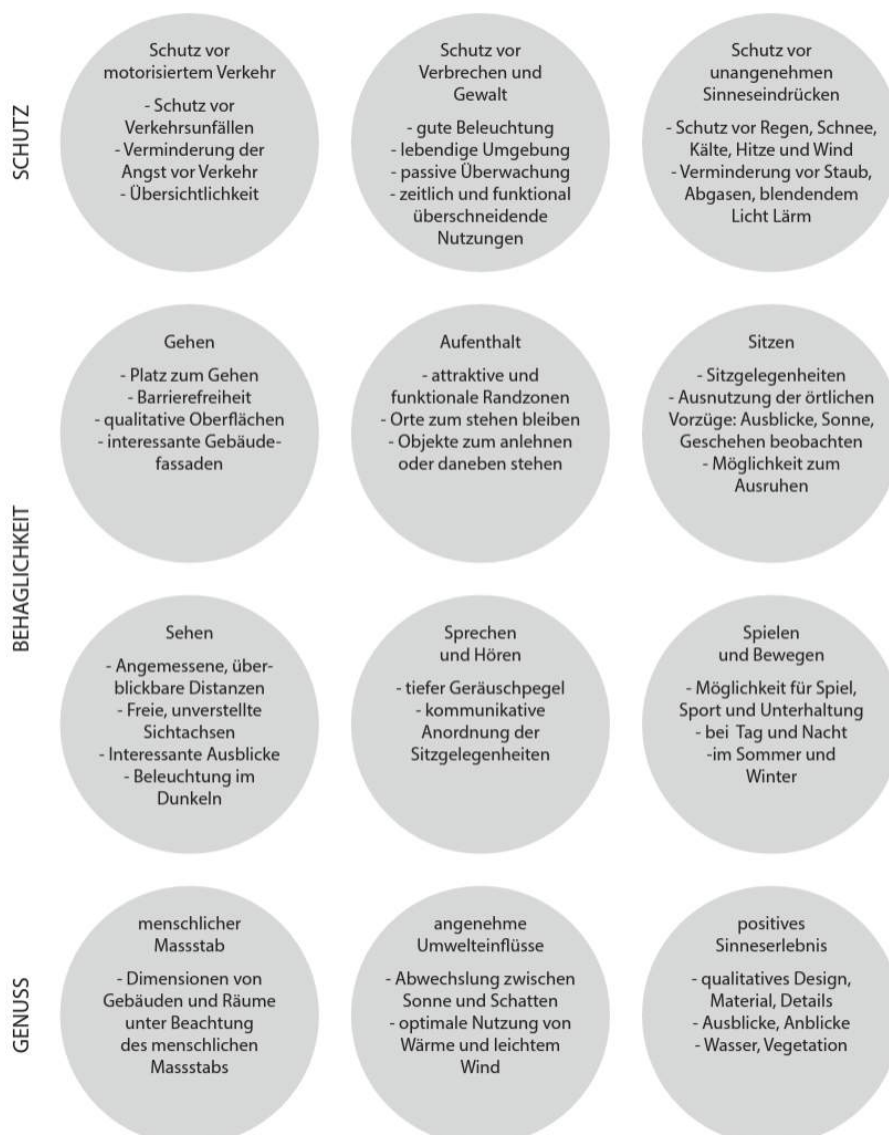 SCHUTZ
Schutz vor
motorisiertem Verkehr
- Schutz vor
Verkehrsunfällen
- Verminderung der
Angst vor Verkehr
- Übersichtlichkeit
Schutz vor
Verbrechen und
Gewalt
- gute Beleuchtung
- lebendige Umgebung
- passive Überwachung
- zeitlich und funktional
überschneidende
Nutzungen
Schutz vor
unangenehmen
Sinneseindrücken
- Schutz vor Regen, Schnee,
Kälte, Hitze und Wind
- Verminderung vor Staub,
Abgasen, blendendem
Licht Lärm
BEHAGLICHKEIT
Gehen
- Platz zum Gehen
- Barrierefreiheit
- qualitative Oberflächen
- interessante Gebäude-
fassaden
Aufenthalt
- attraktive und
funktionale Randzonen
- Orte zum stehen bleiben
- Objekte zum anlehnen
oder daneben stehen
Sitzen
- Sitzgelegenheiten
- Ausnutzung der örtlichen
Vorzüge: Ausblicke, Sonne,
Geschehen beobachten
- Möglichkeit zum
Ausruhen
Sehen
- Angemessene, über-
blickbare Distanzen
- Freie, unverstellte
Sichtachsen
- Interessante Ausblicke
- Beleuchtung im
Dunkeln
Sprechen
und Hören
- tiefer Geräuschpegel
- kommunikative
Anordnung der
Sitzgelegenheiten
Spielen
und Bewegen
- Möglichkeit für Spiel,
Sport und Unterhaltung
- bei Tag und Nacht
-im Sommer und
Winter
GENUSS
menschlicher
Massstab
- Dimensionen von
Gebäuden und Räume
unter Beachtung
des menschlichen
Massstabs
angenehme
Umwelteinflüsse
- Abwechslung zwischen
Sonne und Schatten
- optimale Nutzung von
Wärme und leichtem
Wind
positives
Sinneserlebnis
- qualitatives Design,
Material, Details
- Ausblicke, Anblicke
- Wasser, Vegetation